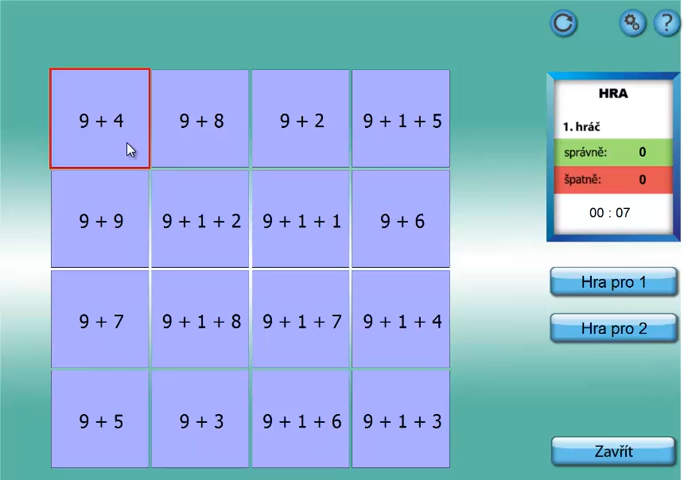 ?
9 + 4
9 + 8
9 + 2
9 + 1 + 5
9 + 9
9 + 1 + 2
9 + 1 + 1
9 + 6
9 + 7
9 + 1 + 8
9 + 1 + 7
9 + 1 + 4
9 + 5
9 + 3
9 + 1 + 6
9 + 1 + 3
HRA
1. hráč
správně: 0
špatně: 0
00 : 07
Hra pro 1
Hra pro 2
Zavřít